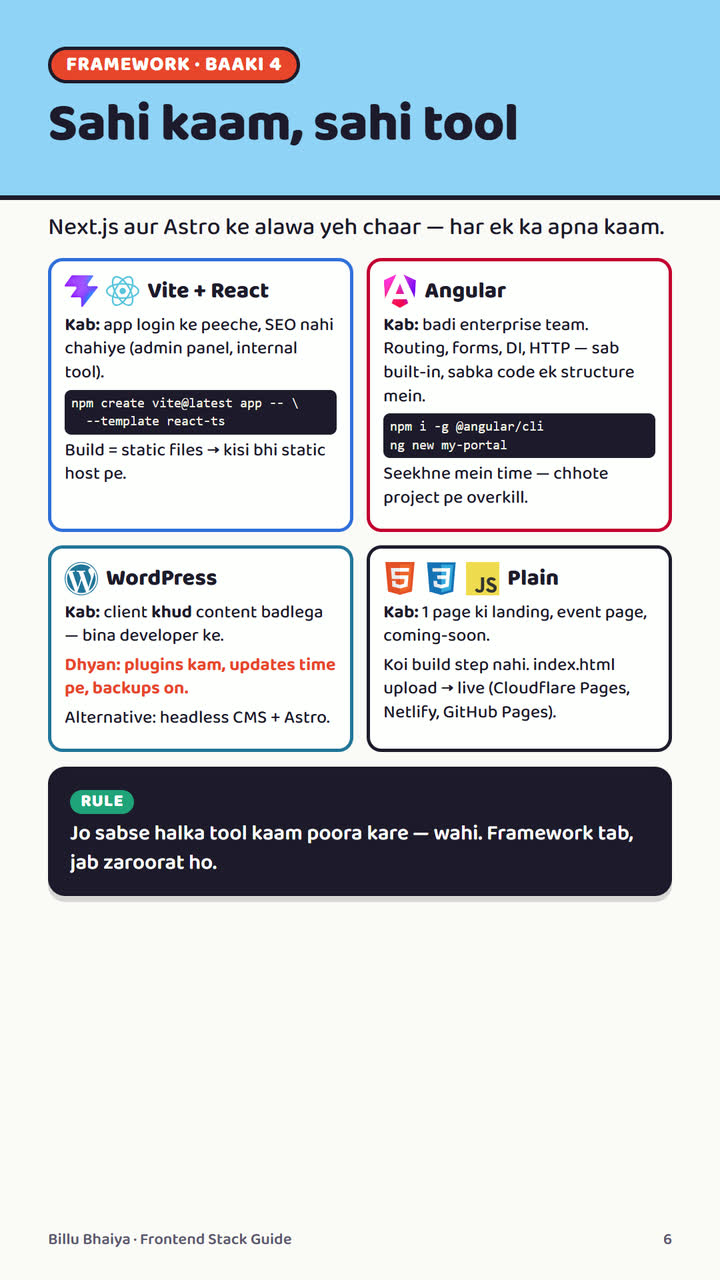 FRAMEWORK · BAAKI 4
Sahi kaam, sahi tool
Next.js aur Astro ke alawa yeh chaar — har ek ka apna kaam.
Vite + React
Kab: app login ke peeche, SEO nahi
chahiye (admin panel, internal
tool).
npm create vite@latest app -- \
--template react-ts
Build = static files → kisi bhi static
host pe.
Angular
Kab: badi enterprise team.
Routing, forms, DI, HTTP — sab
built-in, sabka code ek structure
mein.
npm i -g @angular/cli
ng new my-portal
Seekhne mein time — chhote
project pe overkill.
WordPress
Kab: client khud content badlega
— bina developer ke.
Dhyan: plugins kam, updates time
pe, backups on.
Alternative: headless CMS + Astro.
5 3 JS Plain
Kab: 1 page ki landing, event page,
coming-soon.
Koi build step nahi. index.html
upload → live (Cloudflare Pages,
Netlify, GitHub Pages).
RULE
Jo sabse halka tool kaam poora kare — wahi. Framework tab,
jab zaroorat ho.
Billu Bhaiya · Frontend Stack Guide
6